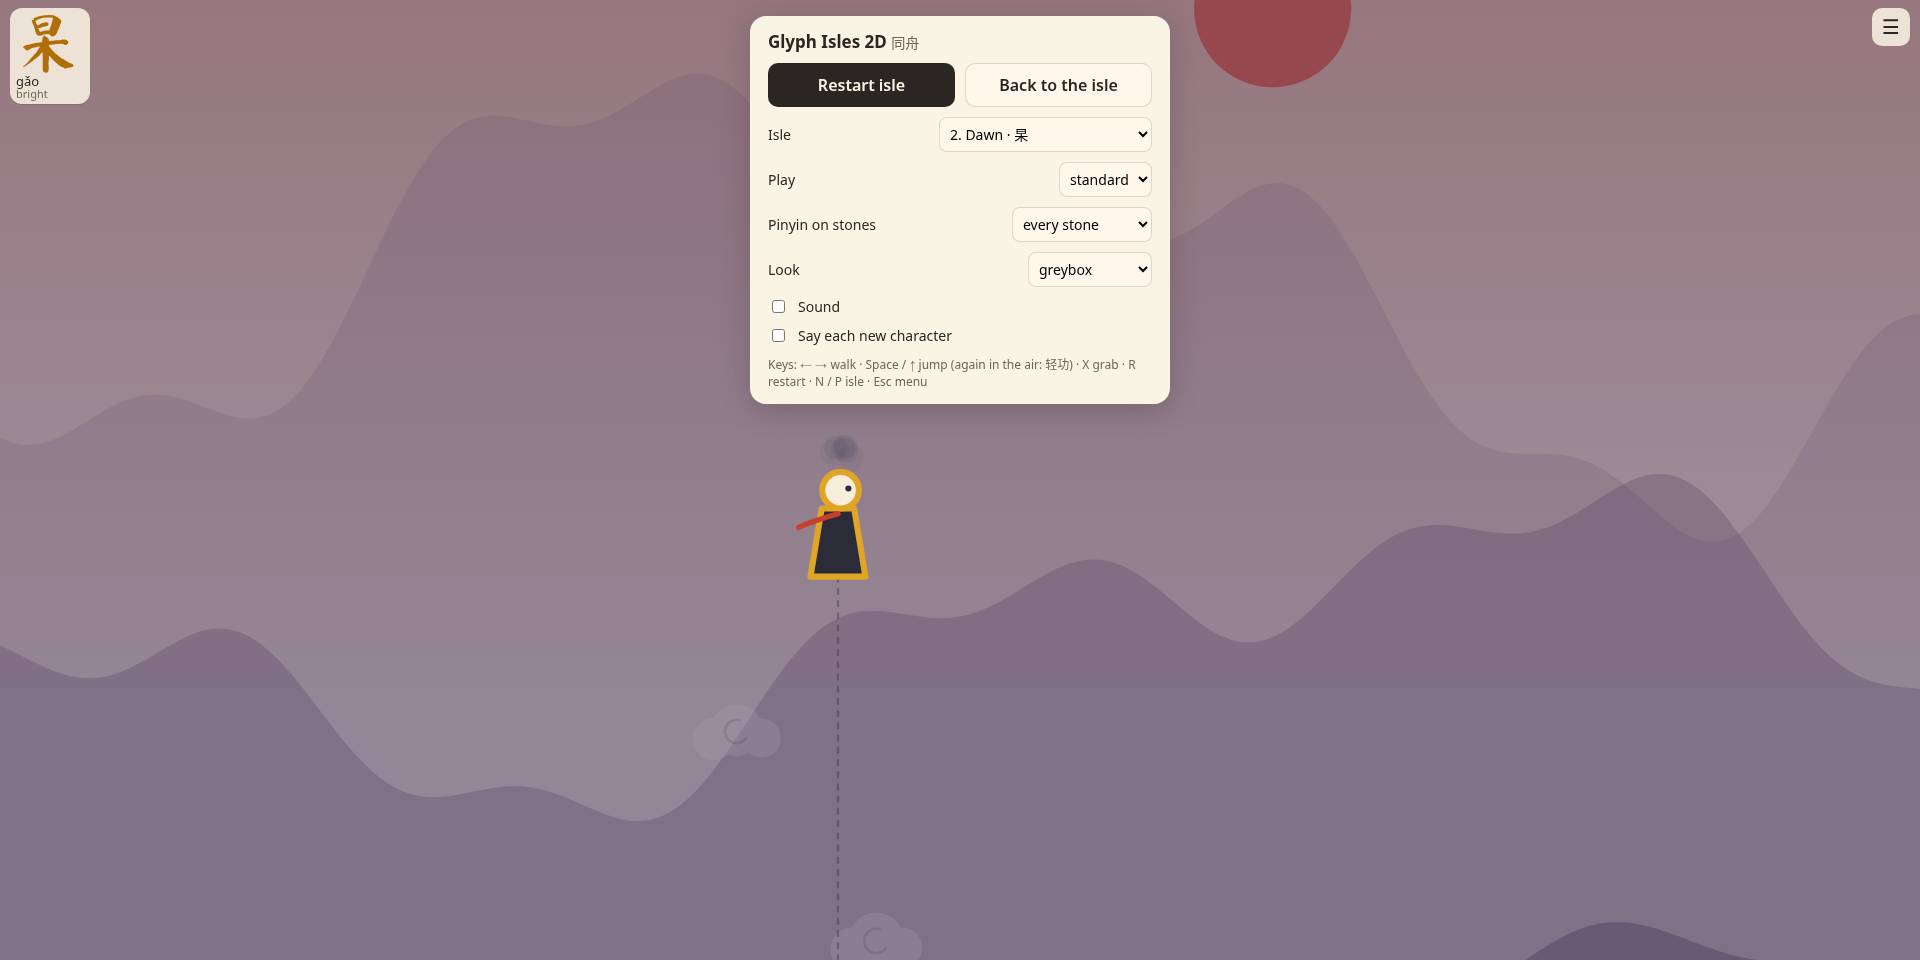 杲
gǎo
bright
Glyph Isles 2D 同舟
Restart isle
Back to the isle
Isle
2. Dawn · 杲
Play
standard
Pinyin on stones
every stone
Look
greybox
Sound
Say each new character
Keys: ← → walk · Space / ↑ jump (again in the air: 轻功) · X grab · R
restart · N / P isle · Esc menu